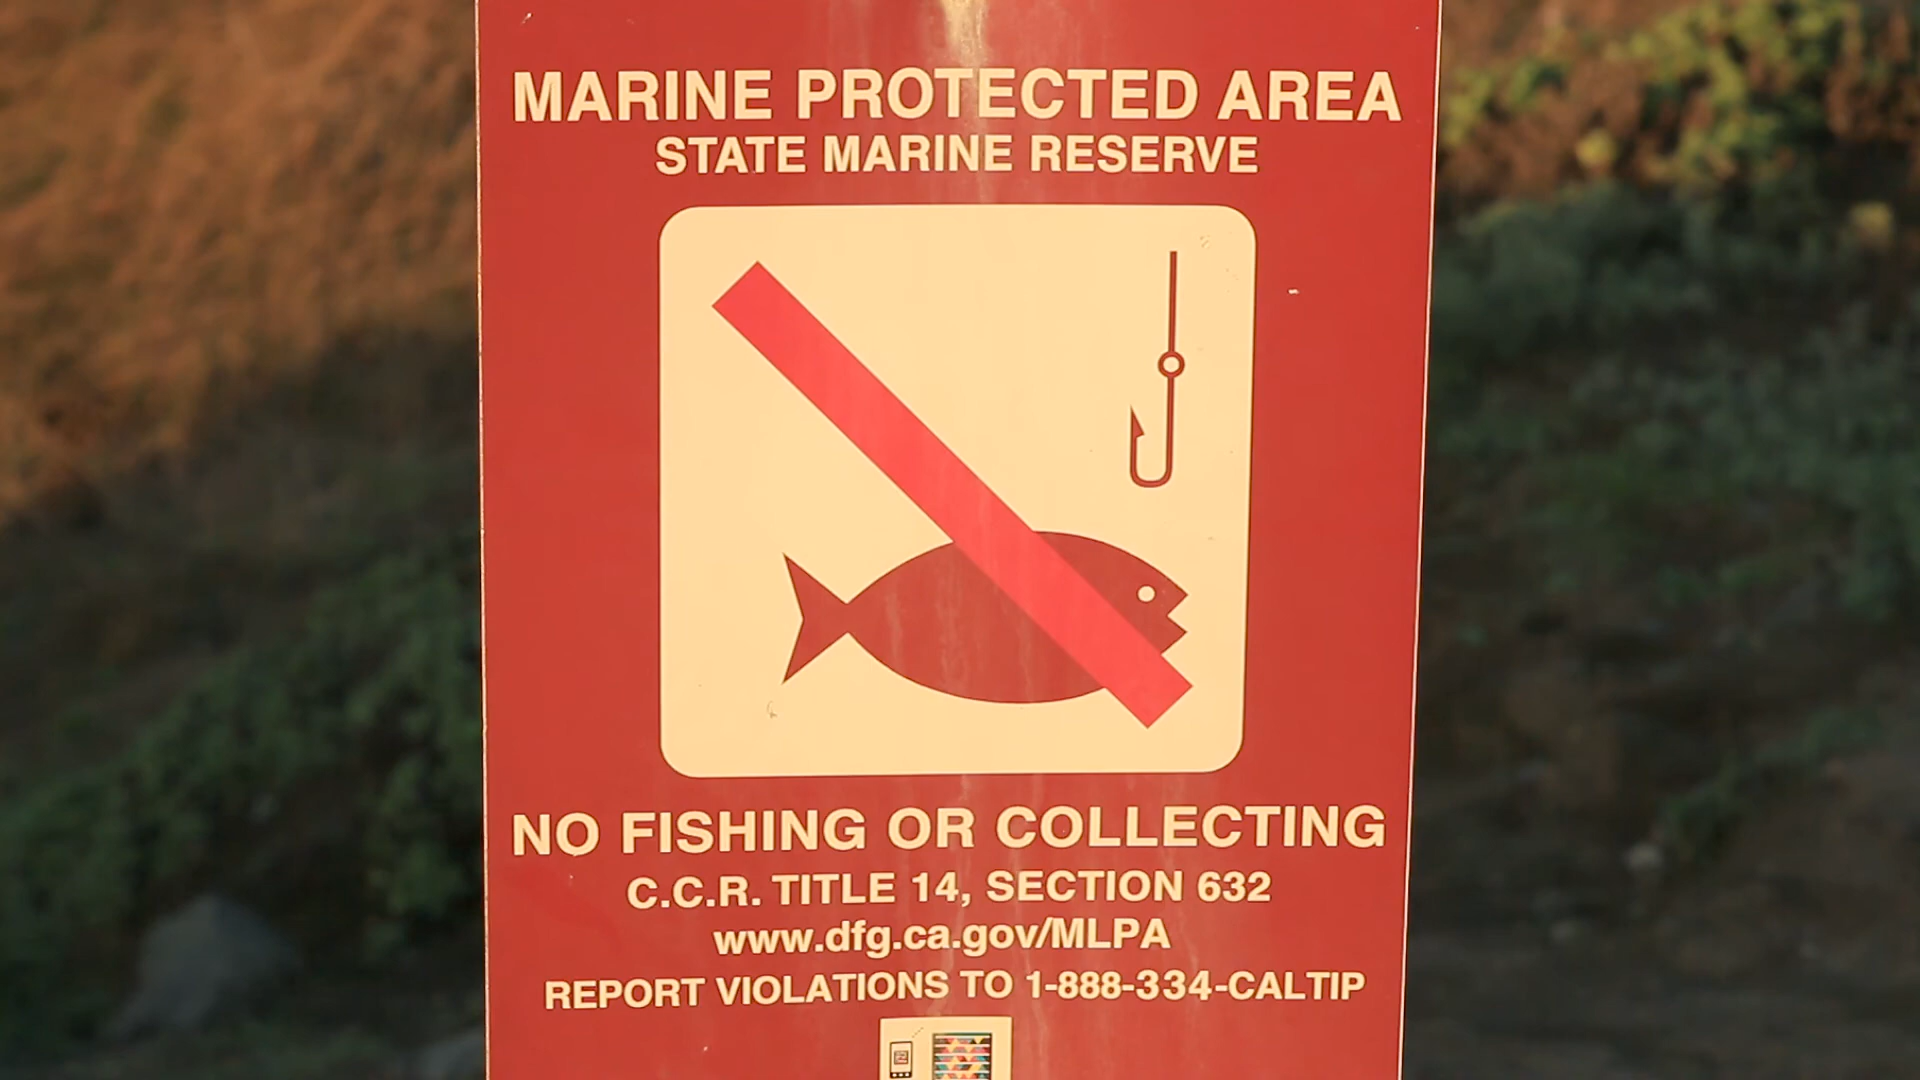 MARINE PROTECTED AREA
STATE MARINE RESERVE
NO FISHING OR COLLECTING
C.C.R. TITLE 14, SECTION 632
www.dfg.ca.gov/MLPA
REPORT VIOLATIONS TO 1-888-334-CALTIP